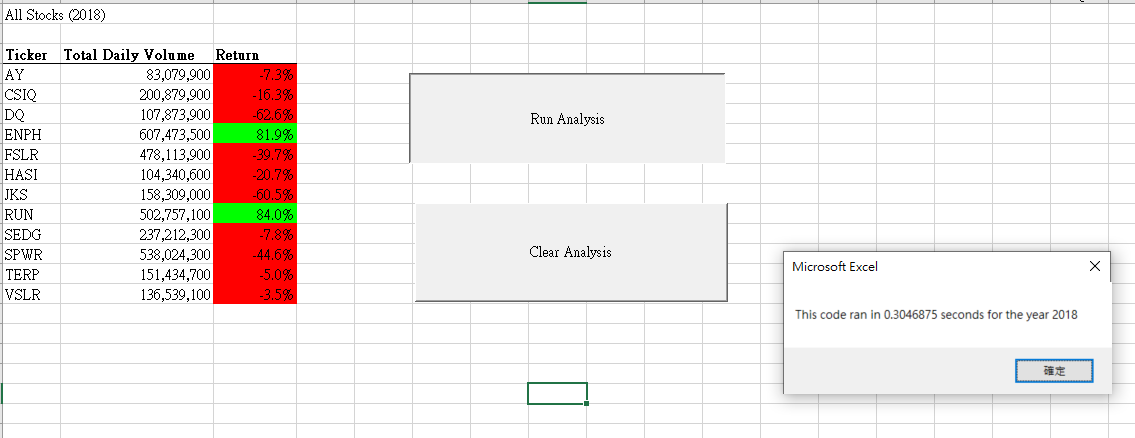 All Stocks (2018)
Ticker Total Daily Volume Return
AY 83,079,900 -7.3%
CSIQ 200,879,900 -16.3%
DQ 107,873,900 -62.6%
ENPH 607,473,500 81.9%
FSLR 478,113,900 -39.7%
HASI 104,340,600 -20.7%
JKS 158,309,000 -60.5%
RUN 502,757,100 84.0%
SEDG 237,212,300 -7.8%
SPWR 538,024,300 -44.6%
TERP 151,434,700 -5.0%
VSLR 136,539,100 -3.5%
Run Analysis
Clear Analysis
Microsoft Excel
This code ran in 0.3046875 seconds for the year 2018
確定